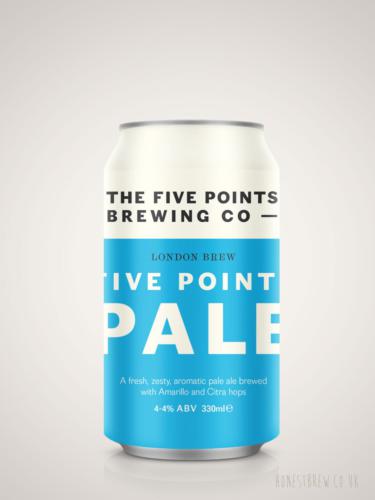 THE FIVE POINTS
BREWING CO —
LONDON BREW
FIVE POINT
PALE
A fresh, zesty, aromatic pale ale brewed
with Amarillo and Citra hops
4·4% ABV 330ml℮
HONESTBREW.CO.UK